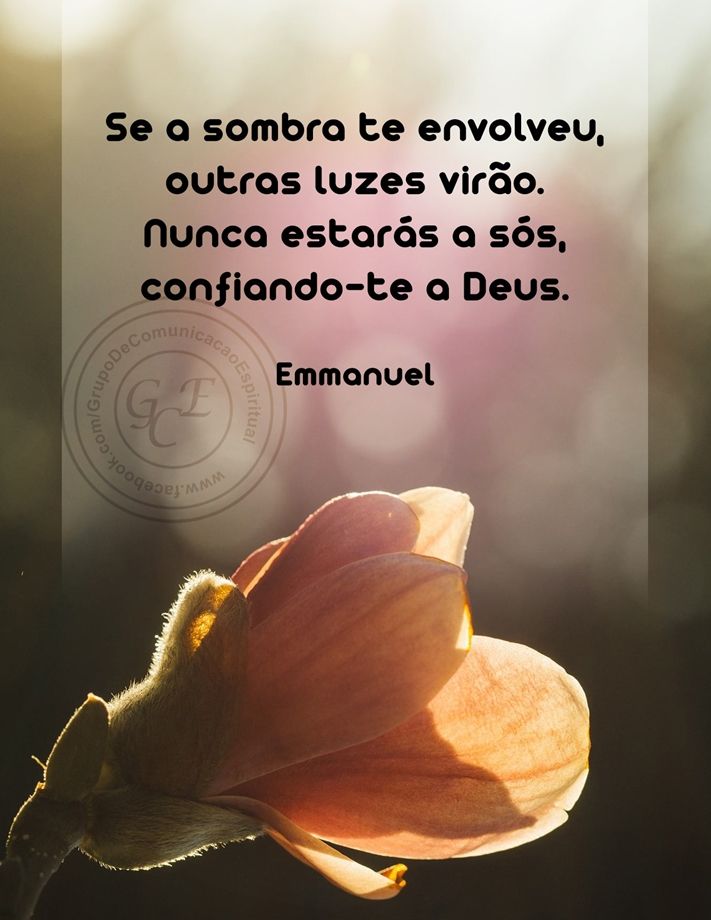 Se a sombra te envolveu,
outras luzes virão.
Nunca estarás a sós,
confiando-te a Deus.
Emmanuel
www.facebook.com/GrupoDeComunicacaoEspiritual
GCE